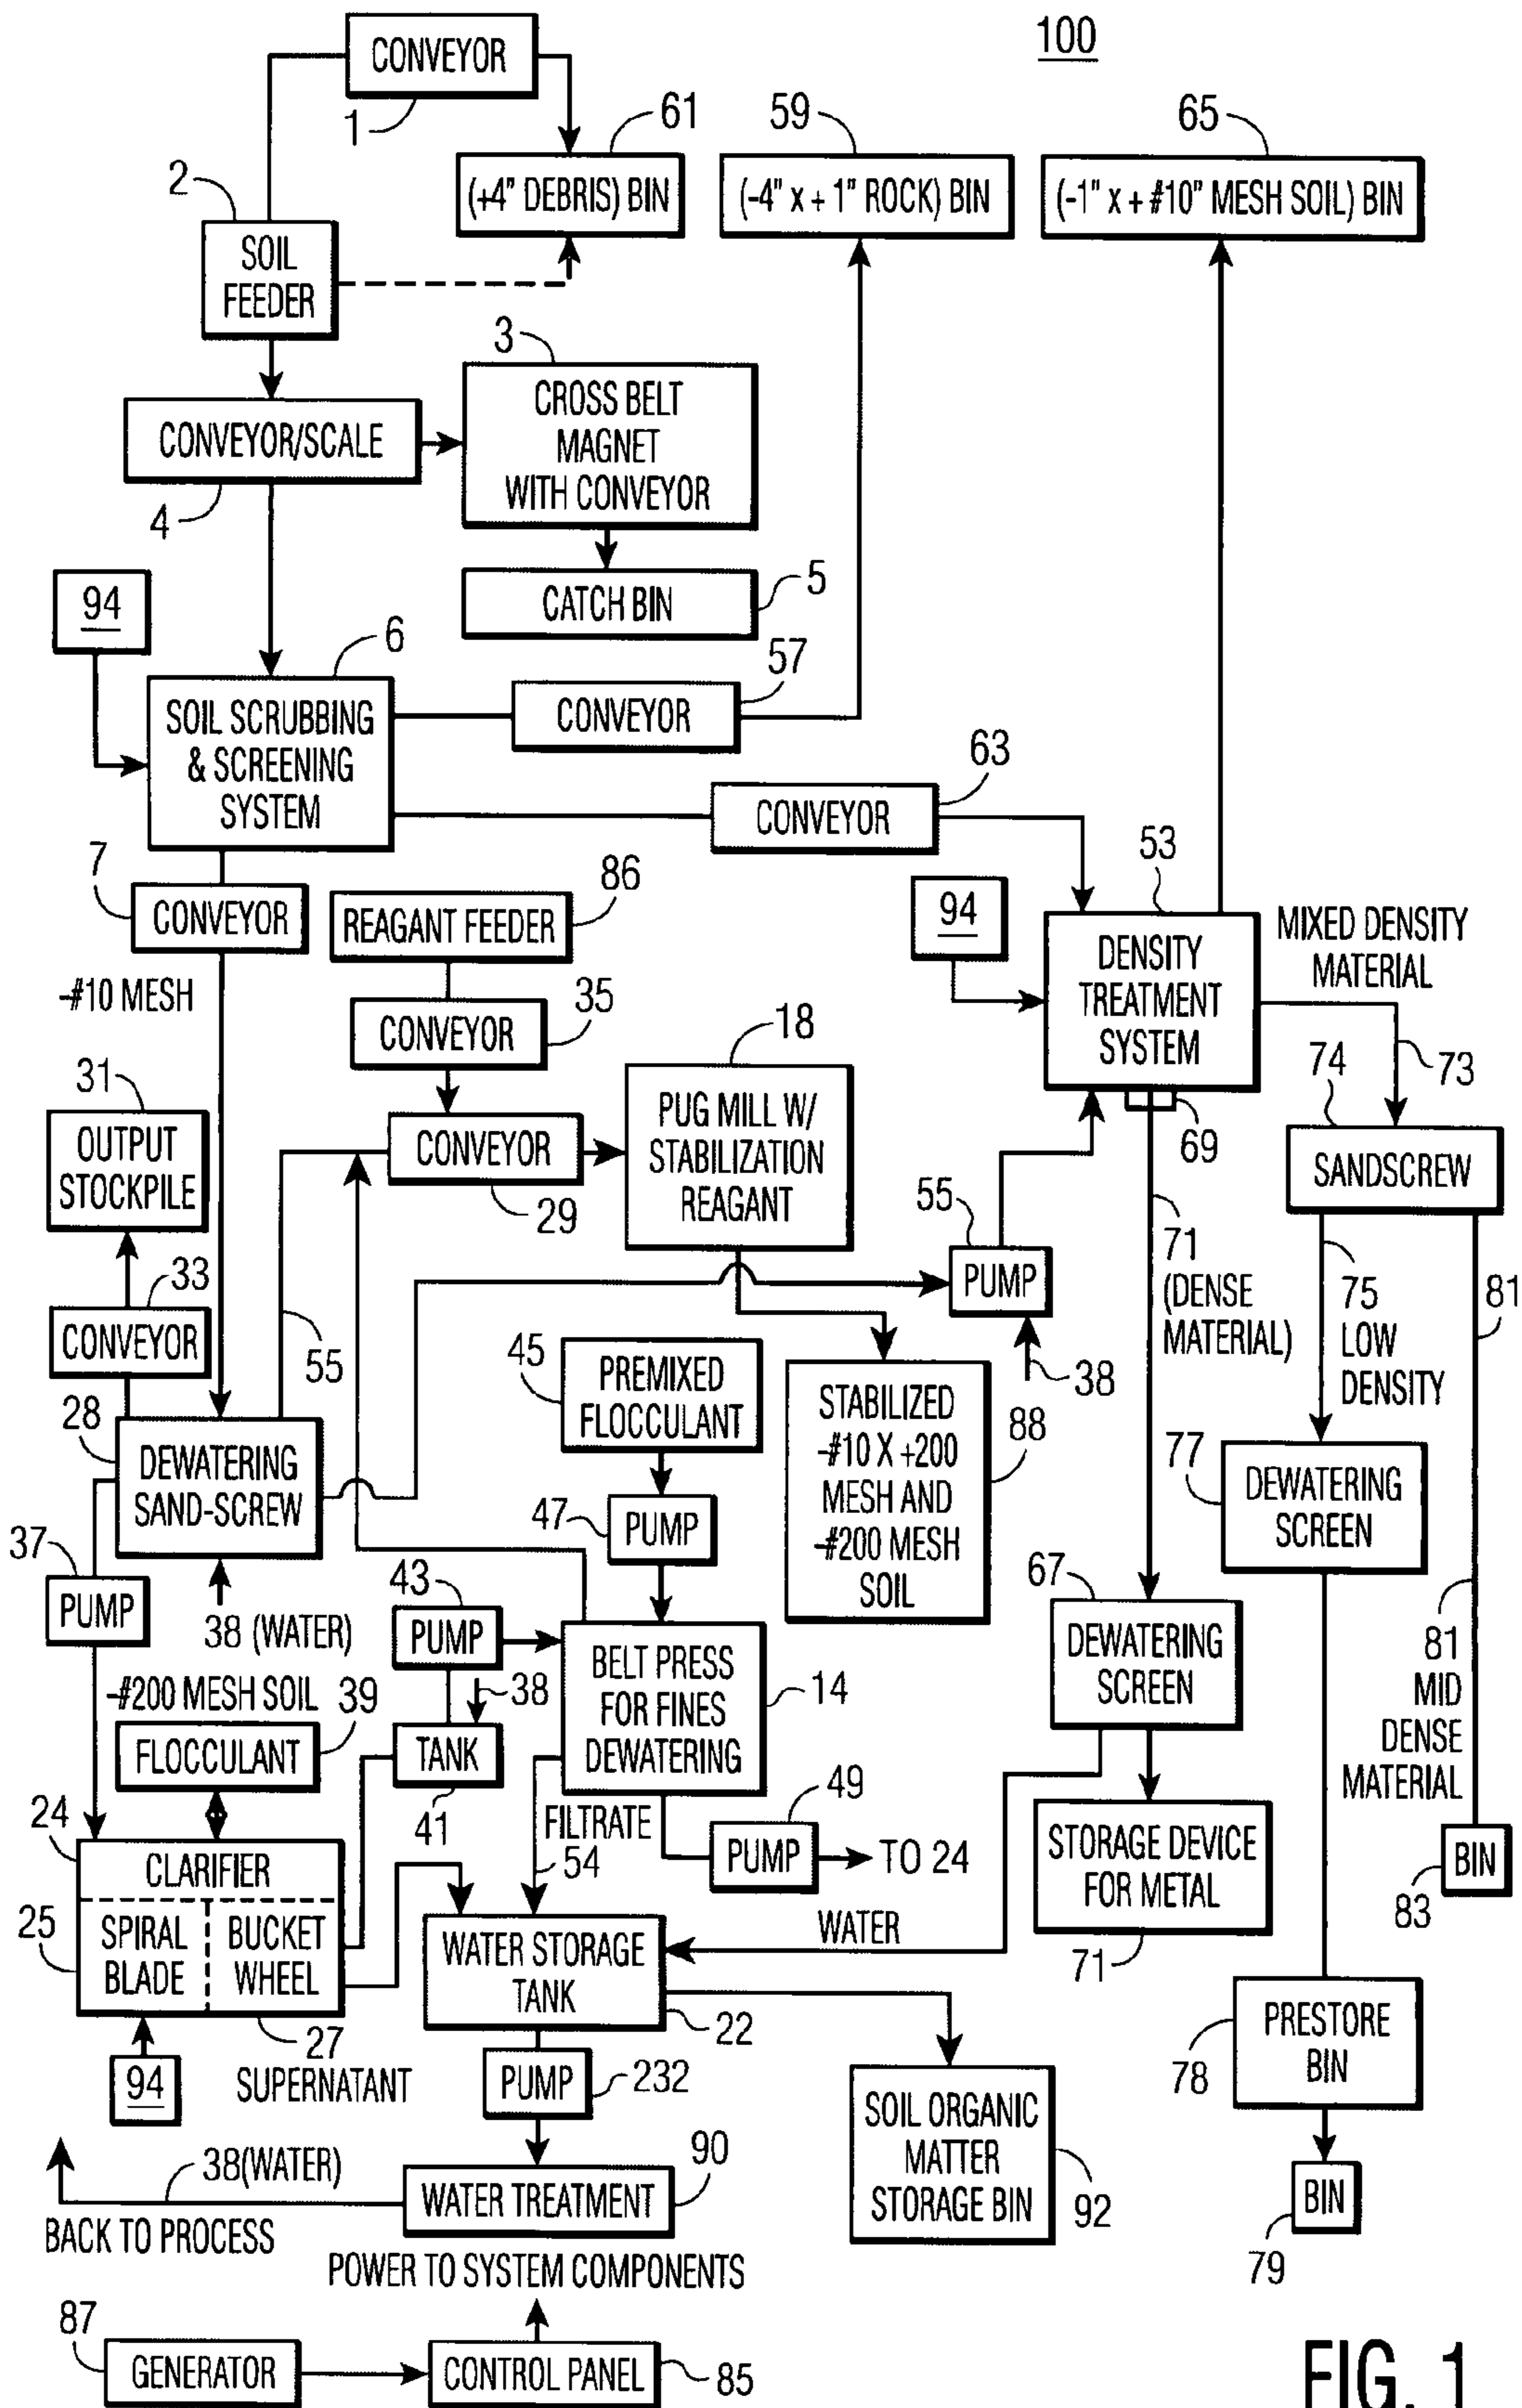 100
CONVEYOR
1
61
59
65
2
(+4" DEBRIS) BIN
(-4" x + 1" ROCK) BIN
(-1" x + #10" MESH SOIL) BIN
SOIL
FEEDER
3
CROSS BELT
MAGNET
WITH CONVEYOR
CONVEYOR/SCALE
4
94
CATCH BIN
5
6
57
SOIL SCRUBBING
& SCREENING
SYSTEM
CONVEYOR
63
CONVEYOR
7
CONVEYOR
86
REAGANT FEEDER
53
94
DENSITY
TREATMENT
SYSTEM
MIXED DENSITY
MATERIAL
-#10 MESH
35
CONVEYOR
18
31
OUTPUT
STOCKPILE
PUG MILL W/
STABILIZATION
REAGANT
CONVEYOR
29
69
74
73
SANDSCREW
55
PUMP
38
71
(DENSE
MATERIAL)
75
LOW
DENSITY
81
33
CONVEYOR
55
45
PREMIXED
FLOCCULANT
STABILIZED
-#10 X +200
MESH AND
-#200 MESH
SOIL
88
28
DEWATERING
SAND-SCREW
47
PUMP
77
DEWATERING
SCREEN
37
PUMP
38 (WATER)
43
PUMP
67
DEWATERING
SCREEN
81
MID
DENSE
MATERIAL
-#200 MESH SOIL
39
FLOCCULANT
38
TANK
41
BELT PRESS
FOR FINES
DEWATERING
14
FILTRATE
54
49
PUMP
TO 24
STORAGE DEVICE
FOR METAL
71
BIN
83
24
CLARIFIER
25
SPIRAL
BLADE
BUCKET
WHEEL
27
WATER
WATER STORAGE
TANK
22
94
SUPERNATANT
PUMP
232
PRESTORE
BIN
78
SOIL ORGANIC
MATTER
STORAGE BIN
92
38(WATER)
BACK TO PROCESS
WATER TREATMENT
90
BIN
79
POWER TO SYSTEM COMPONENTS
87
GENERATOR
CONTROL PANEL
85
FIG. 1